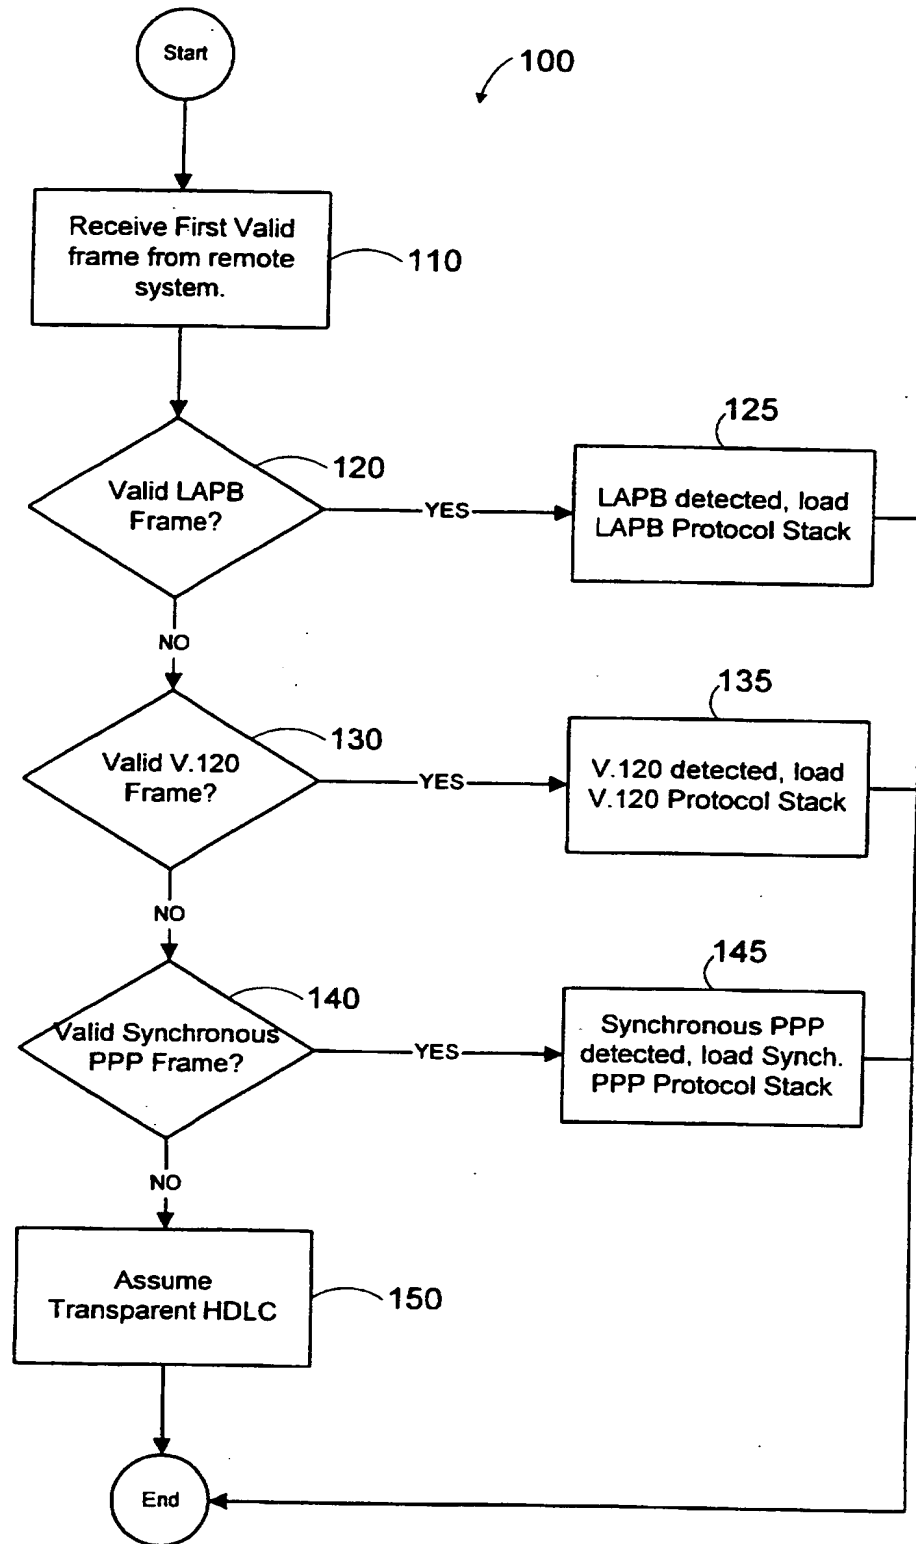 Start
100
Receive First Valid
frame from remote
system.
110
125
120
Valid LAPB
Frame?
YES
LAPB detected, load
LAPB Protocol Stack
NO
135
130
Valid V.120
Frame?
YES
V.120 detected, load
V.120 Protocol Stack
NO
145
140
Valid Synchronous
PPP Frame?
YES
Synchronous PPP
detected, load Synch.
PPP Protocol Stack
NO
Assume
Transparent HDLC
150
End